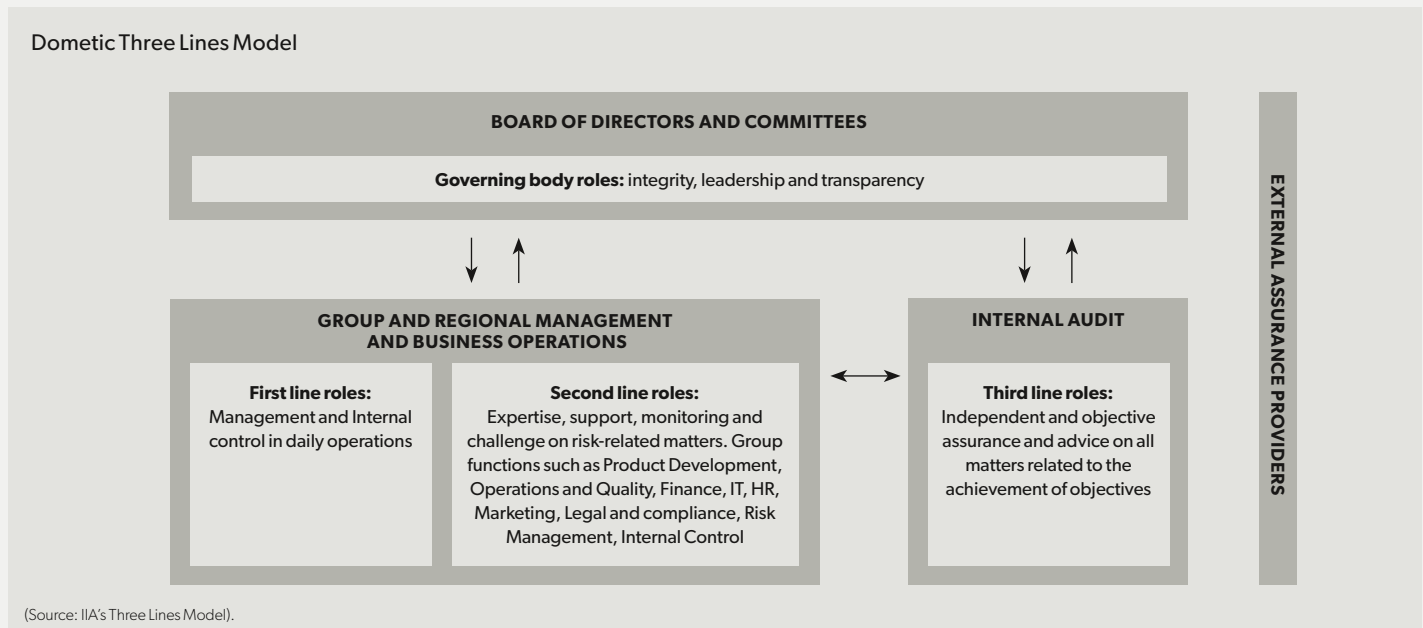 Dometic Three Lines Model
BOARD OF DIRECTORS AND COMMITTEES
Governing body roles: integrity, leadership and transparency
GROUP AND REGIONAL MANAGEMENT
AND BUSINESS OPERATIONS
First line roles:
Management and Internal
control in daily operations
Second line roles:
Expertise, support, monitoring and
challenge on risk-related matters. Group
functions such as Product Development,
Operations and Quality, Finance, IT, HR,
Marketing, Legal and compliance, Risk
Management, Internal Control
INTERNAL AUDIT
Third line roles:
Independent and objective
assurance and advice on all
matters related to the
achievement of objectives
EXTERNAL ASSURANCE PROVIDERS
(Source: IIA's Three Lines Model).